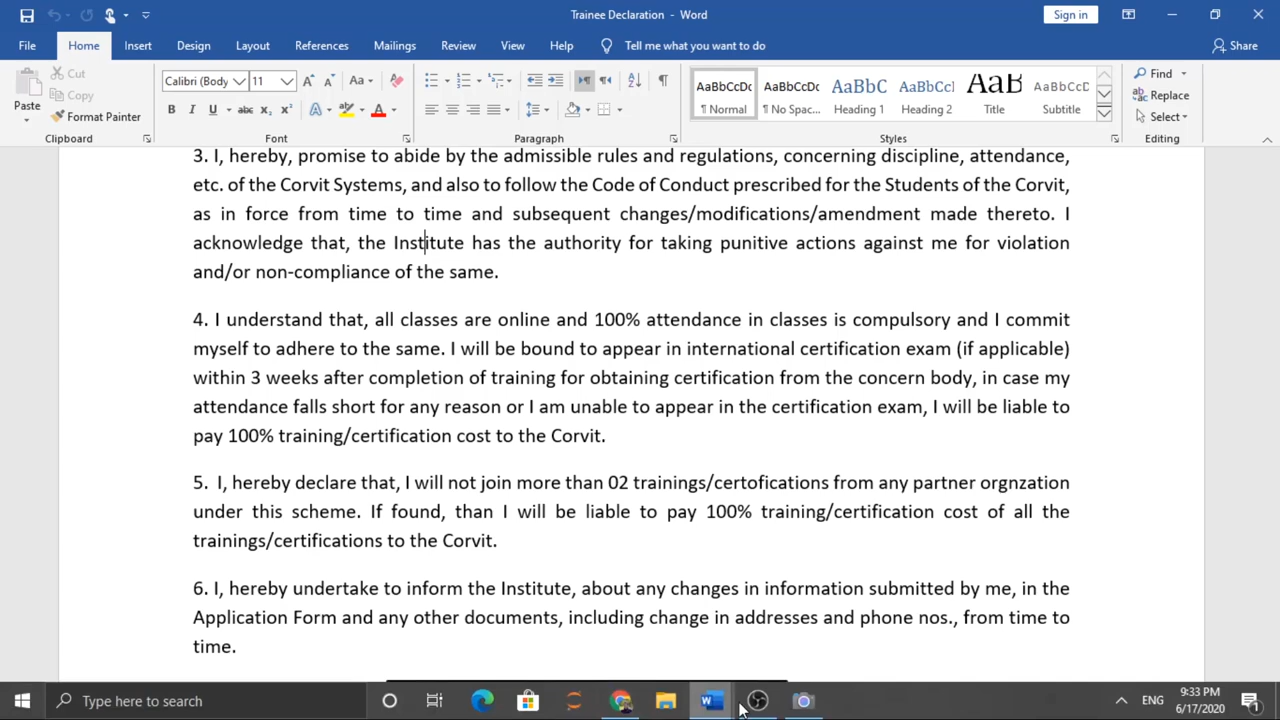 Trainee Declaration - Word
Sign in
File Home Insert Design Layout References Mailings Review View Help Tell me what you want to do Share
Paste
Cut
Copy
Format Painter
Clipboard
Calibri (Body 11
Font
Paragraph
AaBbCcDc AaBbCcDc AaBbC AaBbCcl AaB AaBbCcC
¶ Normal ¶ No Spac... Heading 1 Heading 2 Title Subtitle
Styles
Find
Replace
Select
Editing
3. I, hereby, promise to abide by the admissible rules and regulations, concerning discipline, attendance,
etc. of the Corvit Systems, and also to follow the Code of Conduct prescribed for the Students of the Corvit,
as in force from time to time and subsequent changes/modifications/amendment made thereto. I
acknowledge that, the Institute has the authority for taking punitive actions against me for violation
and/or non-compliance of the same.
4. I understand that, all classes are online and 100% attendance in classes is compulsory and I commit
myself to adhere to the same. I will be bound to appear in international certification exam (if applicable)
within 3 weeks after completion of training for obtaining certification from the concern body, in case my
attendance falls short for any reason or I am unable to appear in the certification exam, I will be liable to
pay 100% training/certification cost to the Corvit.
5. I, hereby declare that, I will not join more than 02 trainings/certofications from any partner orgnzation
under this scheme. If found, than I will be liable to pay 100% training/certification cost of all the
trainings/certifications to the Corvit.
6. I, hereby undertake to inform the Institute, about any changes in information submitted by me, in the
Application Form and any other documents, including change in addresses and phone nos., from time to
time.
Type here to search
ENG
9:33 PM
6/17/2020